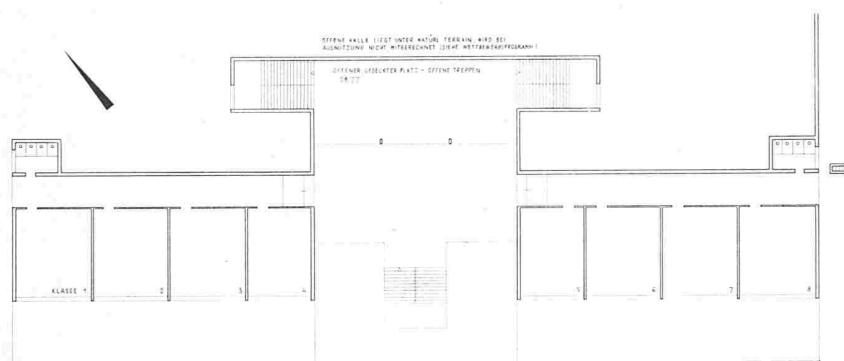 OFFENE HALLE LIEGT UNTER NATÜRL TERRAIN, WIRD BEI
AUSNÜTZUNG NICHT MITGERECHNET (SIEHE WETTBEWERBSPROGRAMM)
OFFENER GEDECKTER PLATZ - OFFENE TREPPEN
KLASSE 1
2
3
4
5
6
7
8